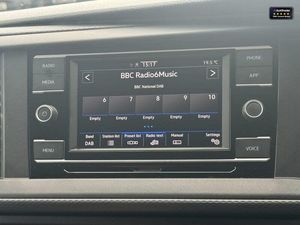 AutoTrader
15:17
19.5°C
RADIO
PHONE
BBC Radio6Music
MEDIA
APP
BBC National DAB
6 7 8 9 10
Empty Empty Empty Empty Empty
Band Station list Preset list Radio text Manual Settings
DAB
MENU
VOICE